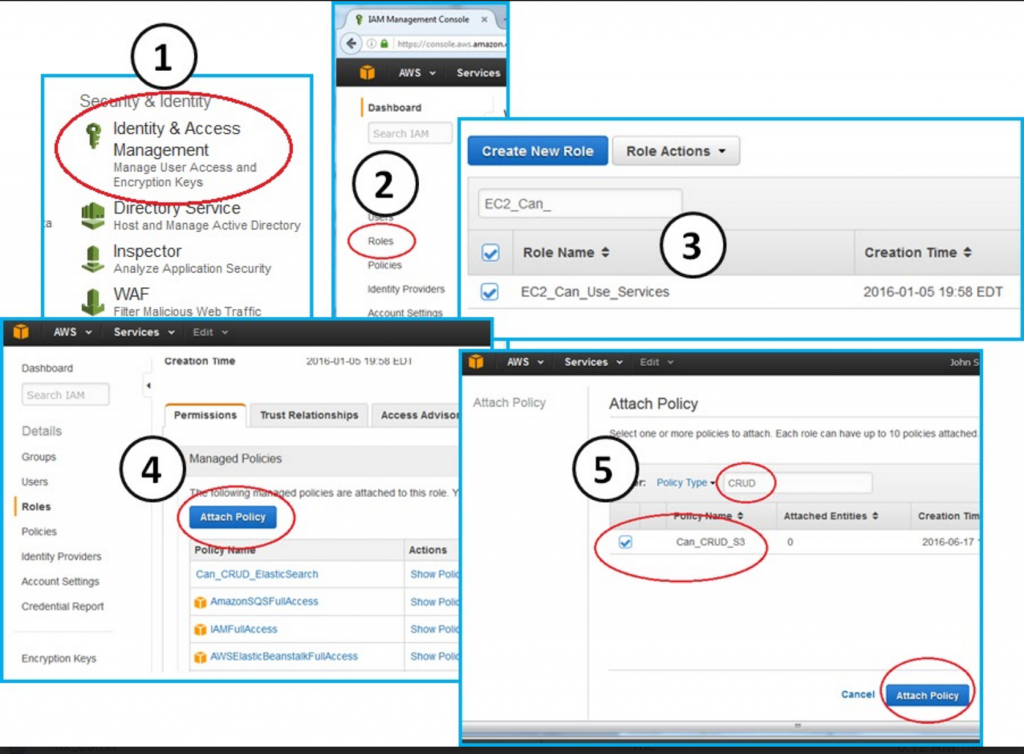 1
Security & Identity
Identity & Access
Management
Manage User Access and
Encryption Keys
Directory Service
Host and Manage Active Directory
Inspector
Analyze Application Security
WAF
Filter Malicious Web Traffic
IAM Management Console
https://console.aws.amazon.
AWS Services
Dashboard
Search IAM
2
Users
Roles
Policies
Identity Providers
Account Settings
Create New Role Role Actions
EC2_Can_
3
Role Name Creation Time
EC2_Can_Use_Services 2016-01-05 19:58 EDT
AWS Services Edit
Dashboard
Search IAM
Details
Groups
Users
Roles
Policies
Identity Providers
Account Settings
Credential Report
Encryption Keys
Creation Time 2016-01-05 19:58 EDT
Permissions Trust Relationships Access Advisor
4
Managed Policies
The following managed policies are attached to this role. Y
Attach Policy
Policy Name Actions
Can_CRUD_ElasticSearch Show Polic
AmazonSQSFullAccess Show Polic
IAMFullAccess Show Polic
AWSElasticBeanstalkFullAccess Show Polic
AWS Services Edit John S
Attach Policy
Attach Policy
Select one or more policies to attach. Each role can have up to 10 policies attached.
5
Policy Type CRUD
Policy Name Attached Entities Creation Tim
Can_CRUD_S3 0 2016-06-17
Cancel Attach Policy